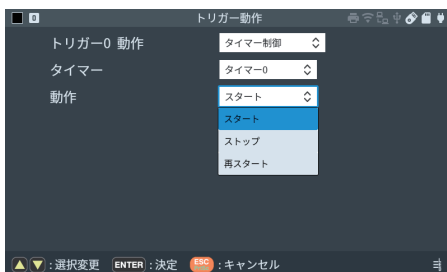 0 トリガー動作
トリガー0 動作 タイマー制御
タイマー タイマー0
動作 スタート
スタート
ストップ
再スタート
:選択変更 ENTER :決定 ESC :キャンセル